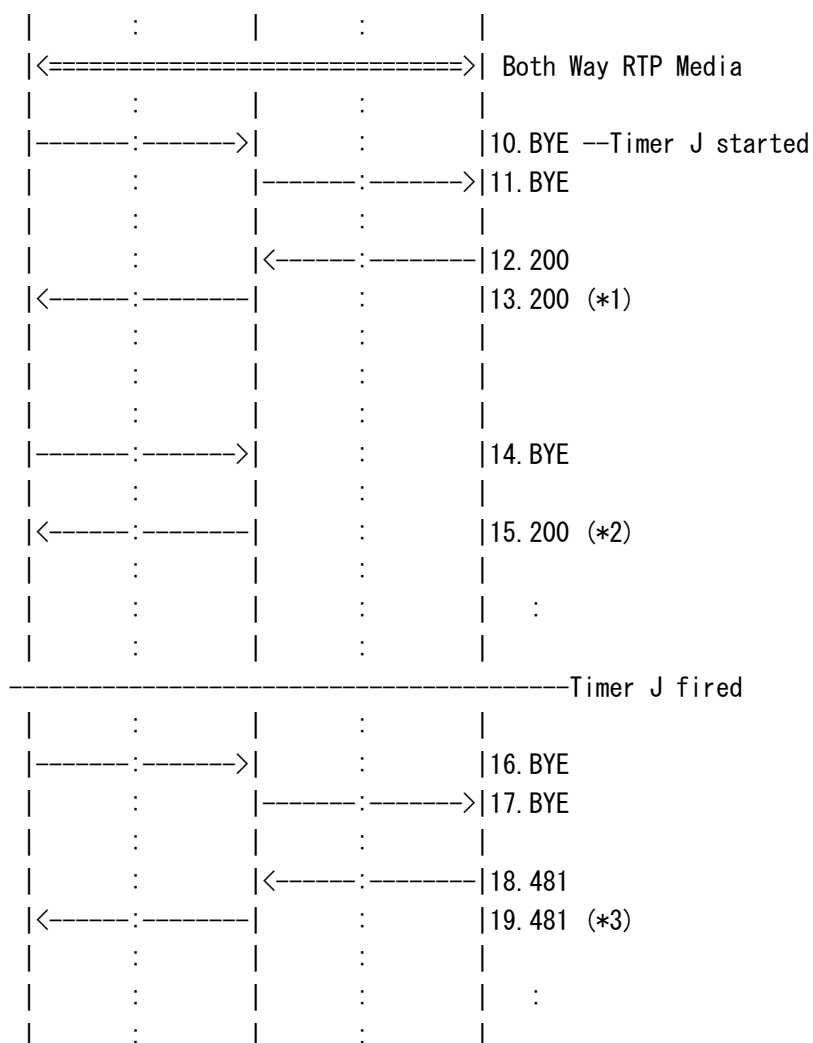 |       :       |       :       |
|<==============================>| Both Way RTP Media
|       :       |       :       |
|-------:------->|       :       |10.BYE --Timer J started
|       :       |-------:------->|11.BYE
|       :       |       :       |
|       :       |<------:--------|12.200
|<------:--------|       :       |13.200 (*1)
|       :       |       :       |
|       :       |       :       |
|       :       |       :       |
|-------:------->|       :       |14.BYE
|       :       |       :       |
|<------:--------|       :       |15.200 (*2)
|       :       |       :       |
|       :       |       :       |   :
|       :       |       :       |
------------------------------------------Timer J fired
|       :       |       :       |
|-------:------->|       :       |16.BYE
|       :       |-------:------->|17.BYE
|       :       |       :       |
|       :       |<------:--------|18.481
|<------:--------|       :       |19.481 (*3)
|       :       |       :       |
|       :       |       :       |   :
|       :       |       :       |